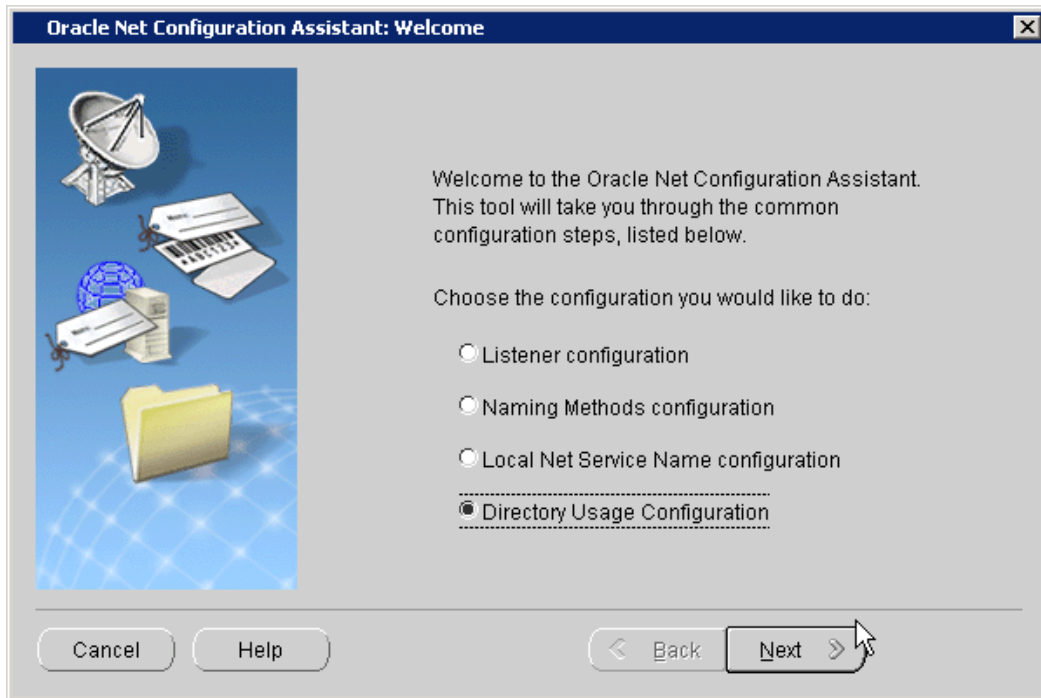 Oracle Net Configuration Assistant: Welcome
Welcome to the Oracle Net Configuration Assistant.
This tool will take you through the common
configuration steps, listed below.
Choose the configuration you would like to do:
Listener configuration
Naming Methods configuration
Local Net Service Name configuration
Directory Usage Configuration
Cancel
Help
Back
Next